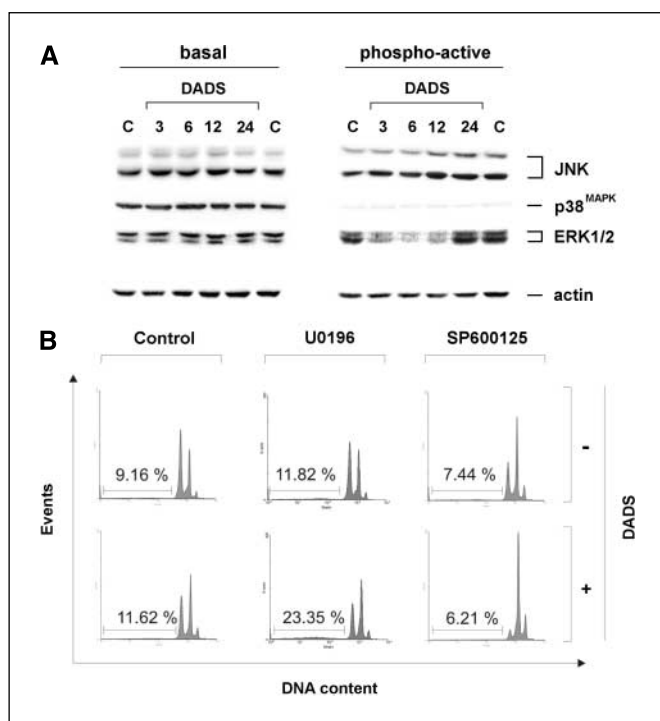 A
basal phospho-active
DADS DADS
C 3 6 12 24 C C 3 6 12 24 C
JNK
p38MAPK
ERK1/2
actin
B
Control U0196 SP600125
9.16 % 11.82 % 7.44 %
-
Events
DADS
11.62 % 23.35 % 6.21 %
+
DNA content